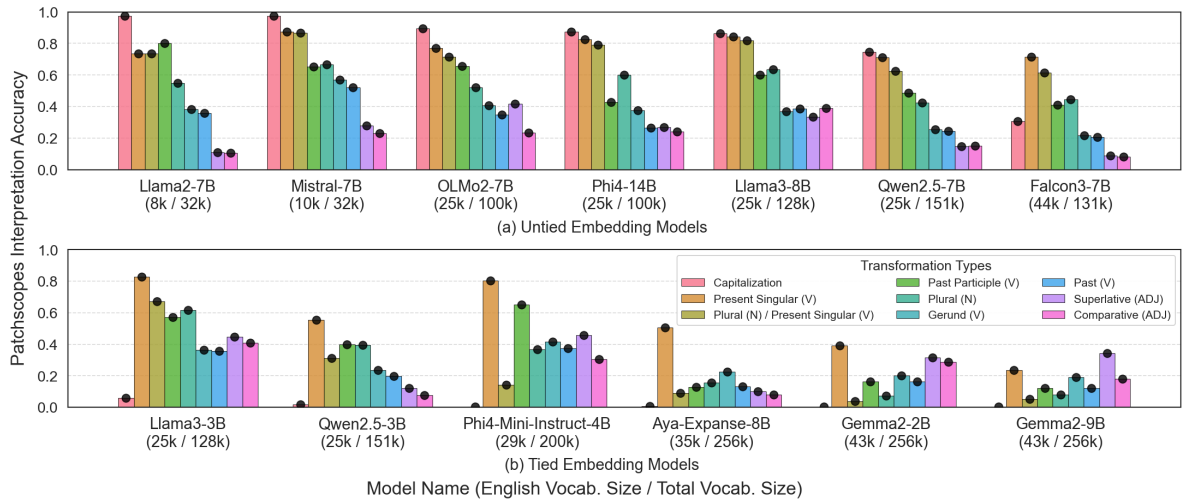 Patchscopes Interpretation Accuracy
1.0
0.8
0.6
0.4
0.2
0.0
Llama2-7B Mistral-7B OLMo2-7B Phi4-14B Llama3-8B Qwen2.5-7B Falcon3-7B
(8k / 32k) (10k / 32k) (25k / 100k) (25k / 100k) (25k / 128k) (25k / 151k) (44k / 131k)
(a) Untied Embedding Models
1.0
0.8
0.6
0.4
0.2
0.0
Transformation Types
Capitalization Past Participle (V) Past (V)
Present Singular (V) Plural (N) Superlative (ADJ)
Plural (N) / Present Singular (V) Gerund (V) Comparative (ADJ)
Llama3-3B Qwen2.5-3B Phi4-Mini-Instruct-4B Aya-Expanse-8B Gemma2-2B Gemma2-9B
(25k / 128k) (25k / 151k) (29k / 200k) (35k / 256k) (43k / 256k) (43k / 256k)
(b) Tied Embedding Models
Model Name (English Vocab. Size / Total Vocab. Size)